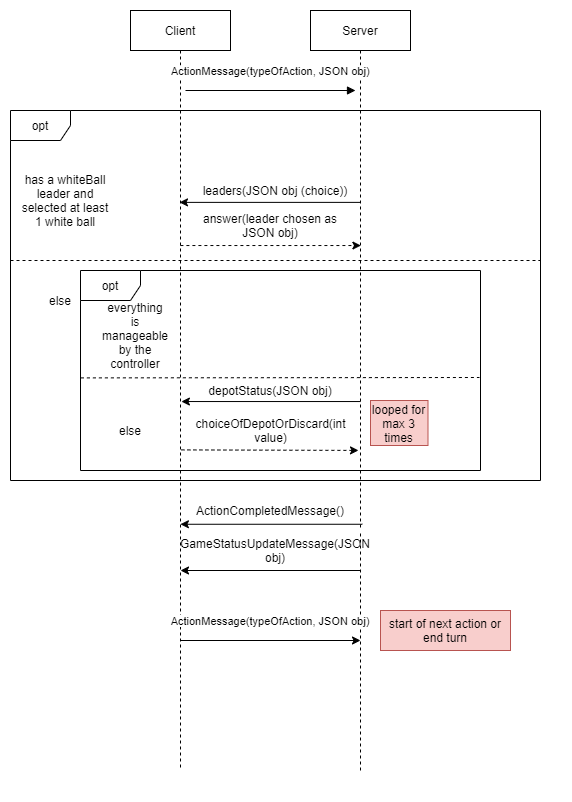 Client
Server
ActionMessage(typeOfAction, JSON obj)
opt
has a whiteBall
leader and
selected at least
1 white ball
leaders(JSON obj (choice))
answer(leader chosen as
JSON obj)
else
opt
everything
is
manageable
by the
controller
depotStatus(JSON obj)
looped for
max 3
times
else
choiceOfDepotOrDiscard(int
value)
ActionCompletedMessage()
GameStatusUpdateMessage(JSON
obj)
ActionMessage(typeOfAction, JSON obj)
start of next action or
end turn